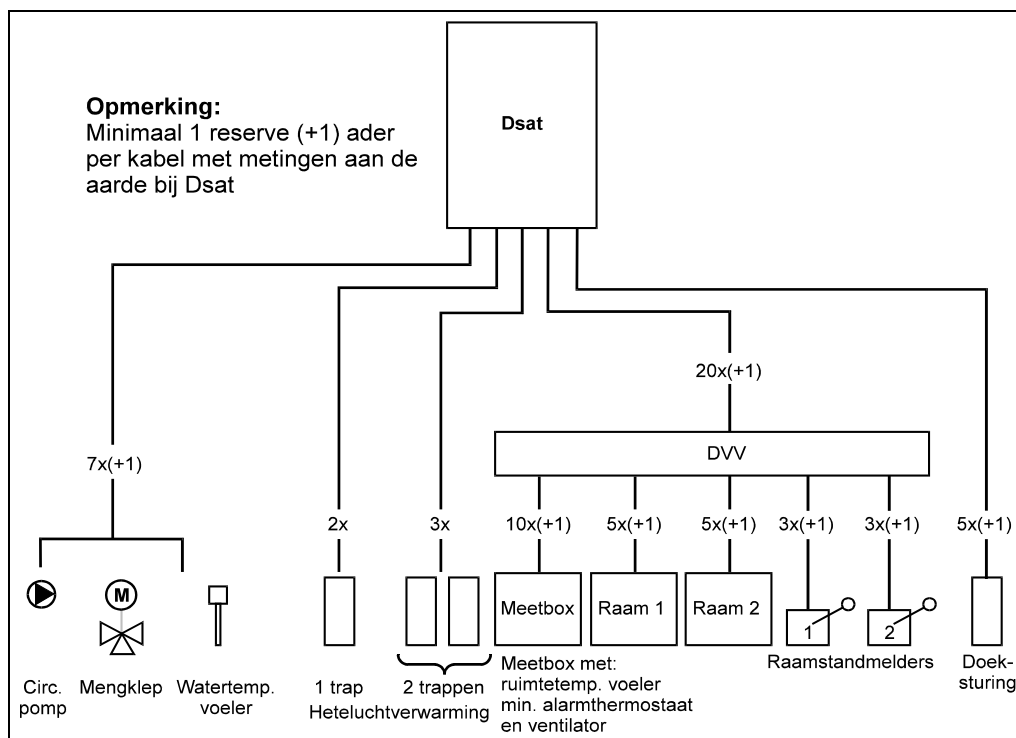 Opmerking:
Minimaal 1 reserve (+1) ader
per kabel met metingen aan de
aarde bij Dsat
Dsat
20x(+1)
DVV
7x(+1)
2x
3x
10x(+1)
5x(+1)
5x(+1)
3x(+1)
3x(+1)
5x(+1)
M
Meetbox
Raam 1
Raam 2
1
2
Circ.
pomp
Mengklep
Watertemp.
voeler
1 trap
2 trappen
Heteluchtverwarming
Meetbox met:
ruimtetemp. voeler
min. alarmthermostaat
en ventilator
Raamstandmelders
Doek-
sturing